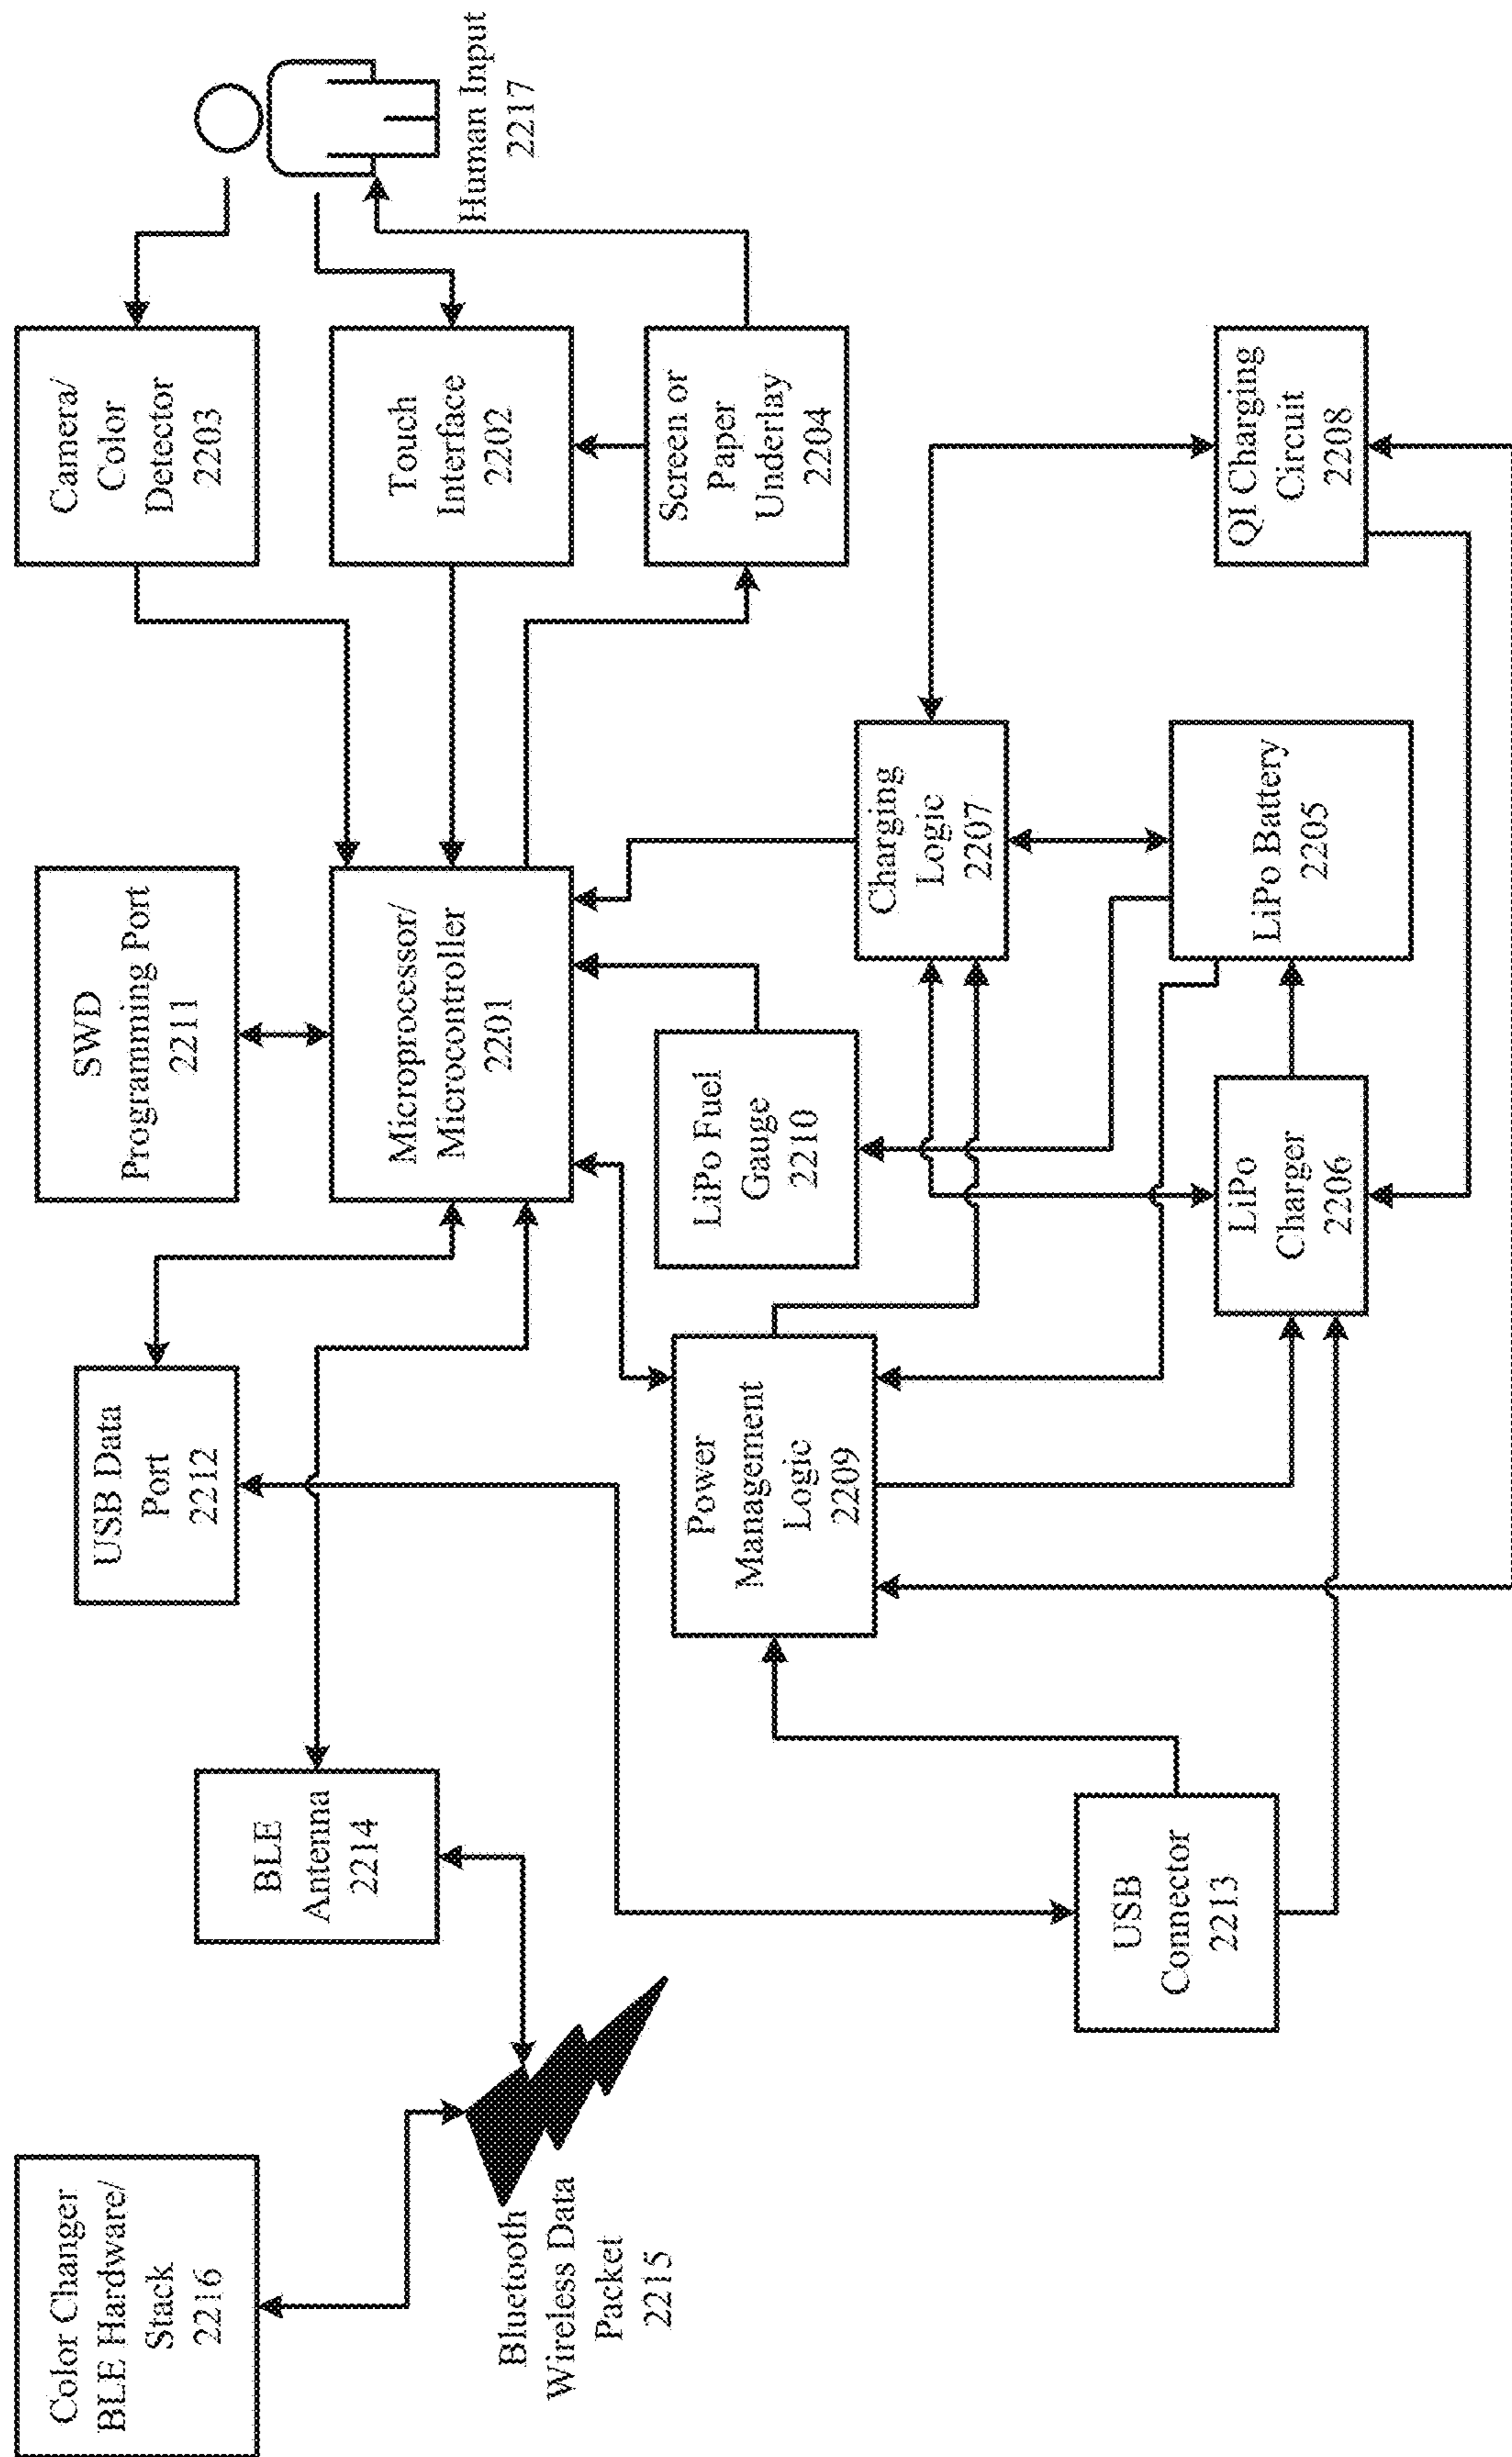 Color Changer
BLE Hardware/
Stack
2216
Bluetooth
Wireless Data
Packet
2215
BLE
Antenna
2214
USB Data
Port
2212
SWD
Programming Port
2211
Camera/
Color
Detector
2203
Microprocessor/
Microcontroller
2201
Touch
Interface
2202
Human Input
2217
Screen or
Paper
Underlay
2204
Power
Management
Logic
2209
LiPo Fuel
Gauge
2210
Charging
Logic
2207
USB
Connector
2213
LiPo
Charger
2206
LiPo Battery
2205
QI Charging
Circuit
2208